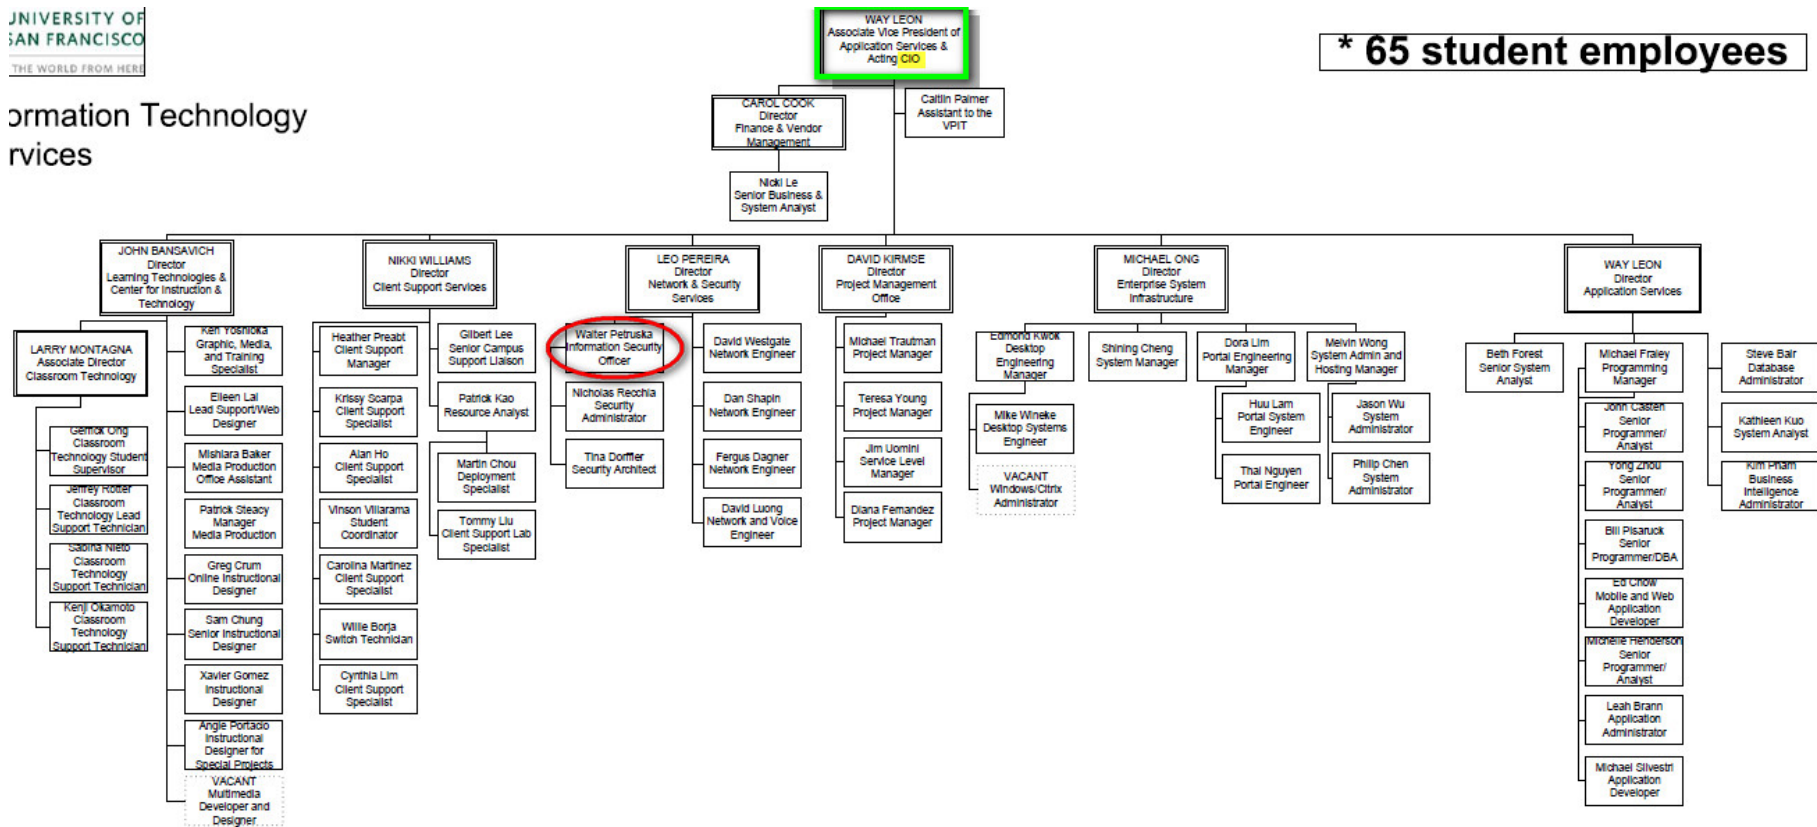 UNIVERSITY OF
SAN FRANCISCO
THE WORLD FROM HERE
ormation Technology
rvices
* 65 student employees
WAY LEON
Associate Vice President of
Application Services &
Acting CIO
CAROL COOK
Director
Finance & Vendor
Management
Caitlin Palmer
Assistant to the
VPIT
Nicki Le
Senior Business &
System Analyst
JOHN BANSAVICH
Director
Learning Technologies &
Center for Instruction &
Technology
LARRY MONTAGNA
Associate Director
Classroom Technology
Gerrick Ong
Classroom
Technology Student
Supervisor
Jeffrey Rotter
Classroom
Technology Lead
Support Technician
Sabina Nieto
Classroom
Technology
Support Technician
Kenji Okamoto
Classroom
Technology
Support Technician
Ken Yoshioka
Graphic, Media,
and Training
Specialist
Eileen Lai
Lead Support/Web
Designer
Mishiara Baker
Media Production
Office Assistant
Patrick Steacy
Manager
Media Production
Greg Crum
Online Instructional
Designer
Sam Chung
Senior Instructional
Designer
Xavier Gomez
Instructional
Designer
Angie Portacio
Instructional
Designer for
Special Projects
VACANT
Multimedia
Developer and
Designer
NIKKI WILLIAMS
Director
Client Support Services
Heather Preabt
Client Support
Manager
Krissy Scarpa
Client Support
Specialist
Alan Ho
Client Support
Specialist
Vinson Villarama
Student
Coordinator
Carolina Martinez
Client Support
Specialist
Willie Borja
Switch Technician
Cynthia Lim
Client Support
Specialist
Gilbert Lee
Senior Campus
Support Liaison
Patrick Kao
Resource Analyst
Martin Chou
Deployment
Specialist
Tommy Liu
Client Support Lab
Specialist
LEO PEREIRA
Director
Network & Security
Services
Walter Petruska
Information Security
Officer
Nicholas Recchia
Security
Administrator
Tina Dorffler
Security Architect
David Westgate
Network Engineer
Dan Shapin
Network Engineer
Fergus Dagner
Network Engineer
David Luong
Network and Voice
Engineer
DAVID KIRMSE
Director
Project Management
Office
Michael Trautman
Project Manager
Teresa Young
Project Manager
Jim Uomini
Service Level
Manager
Diana Fernandez
Project Manager
MICHAEL ONG
Director
Enterprise System
Infrastructure
Edmond Kwok
Desktop
Engineering
Manager
Mike Wineke
Desktop Systems
Engineer
VACANT
Windows/Citrix
Administrator
Shining Cheng
System Manager
Dora Lim
Portal Engineering
Manager
Huu Lam
Portal System
Engineer
Thai Nguyen
Portal Engineer
Melvin Wong
System Admin and
Hosting Manager
Jason Wu
System
Administrator
Philip Chen
System
Administrator
WAY LEON
Director
Application Services
Beth Forest
Senior System
Analyst
Michael Fraley
Programming
Manager
John Casten
Senior
Programmer/
Analyst
Yong Zhou
Senior
Programmer/
Analyst
Bill Pisaruck
Senior
Programmer/DBA
Ed Chow
Mobile and Web
Application
Developer
Michelle Henderson
Senior
Programmer/
Analyst
Leah Brann
Application
Administrator
Michael Silvestri
Application
Developer
Steve Bair
Database
Administrator
Kathleen Kuo
System Analyst
Kim Pham
Business
Intelligence
Administrator